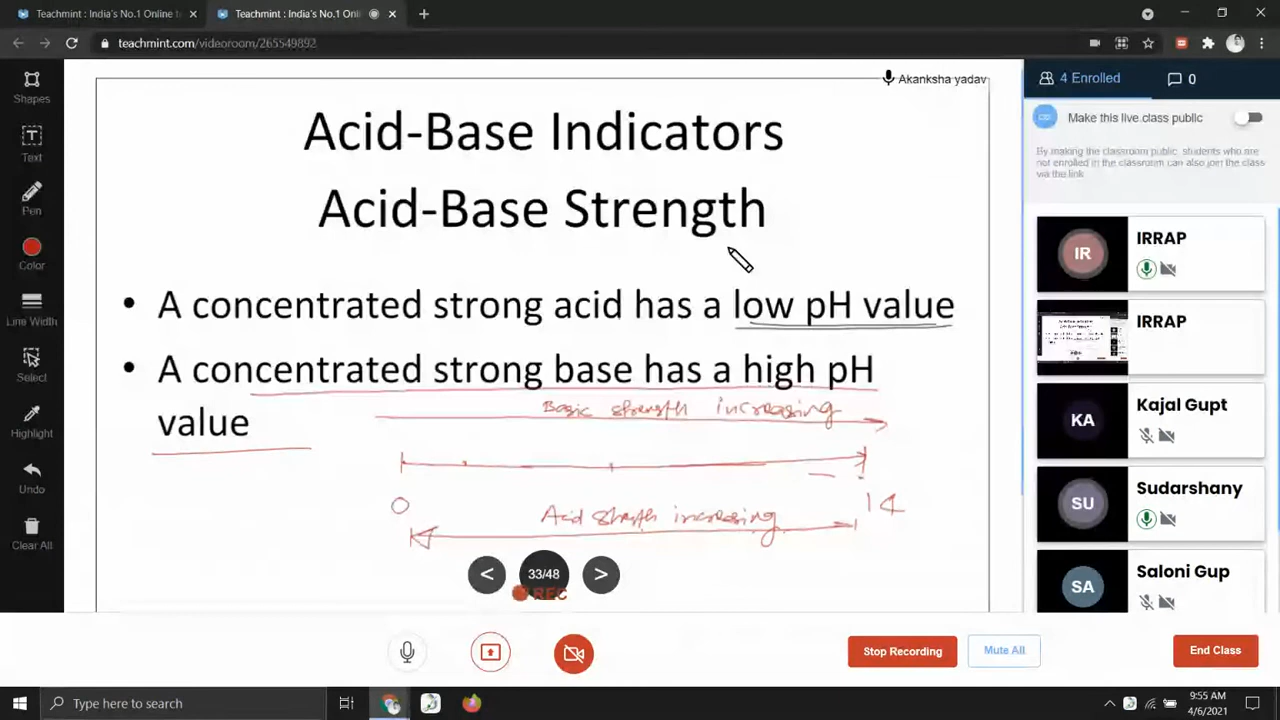 Teachmint : India's No.1 Online t
Teachmint : India's No.1 Onli
teachmint.com/videoroom/265549892
Akanksha yadav
4 Enrolled
0
Shapes
Text
Pen
Color
Line Width
Select
Highlight
Undo
Clear All
Acid-Base Indicators
Acid-Base Strength
• A concentrated strong acid has a low pH value
• A concentrated strong base has a high pH
value
Basic strength increasing
0
14
Acid increasing
33/48
REC
Make this live class public
By making the classroom public, students who are
not enrolled in the classroom can also join the class
via the link
IR
IRRAP
IRRAP
KA
Kajal Gupt
SU
Sudarshany
SA
Saloni Gup
Stop Recording
Mute All
End Class
Type here to search
9:55 AM
4/6/2021